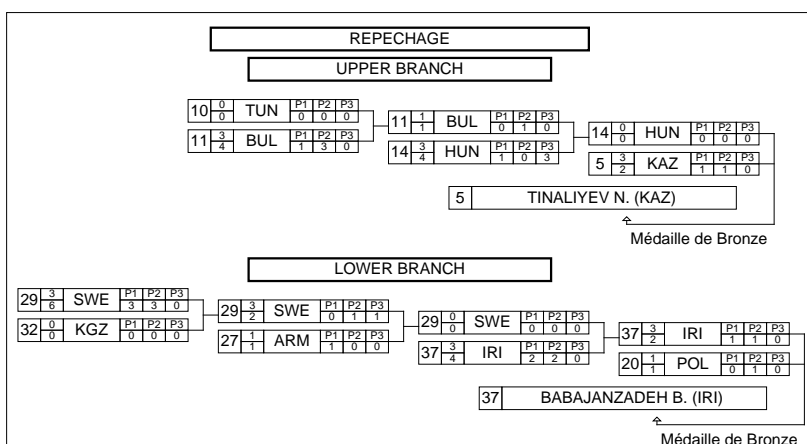 REPECHAGE
UPPER BRANCH
10 0 0 TUN P1 P2 P3 0 0 0
11 3 4 BUL P1 P2 P3 1 3 0
11 1 1 BUL P1 P2 P3 0 1 0
14 3 4 HUN P1 P2 P3 1 0 3
14 0 0 HUN P1 P2 P3 0 0 0
5 3 2 KAZ P1 P2 P3 1 1 0
5 TINALIYEV N. (KAZ)
Médaille de Bronze
LOWER BRANCH
29 3 6 SWE P1 P2 P3 3 3 0
32 0 0 KGZ P1 P2 P3 0 0 0
29 3 2 SWE P1 P2 P3 0 1 1
27 1 1 ARM P1 P2 P3 1 0 0
29 0 0 SWE P1 P2 P3 0 0 0
37 3 4 IRI P1 P2 P3 2 2 0
37 3 2 IRI P1 P2 P3 1 1 0
20 1 1 POL P1 P2 P3 0 1 0
37 BABAJANZADEH B. (IRI)
Médaille de Bronze